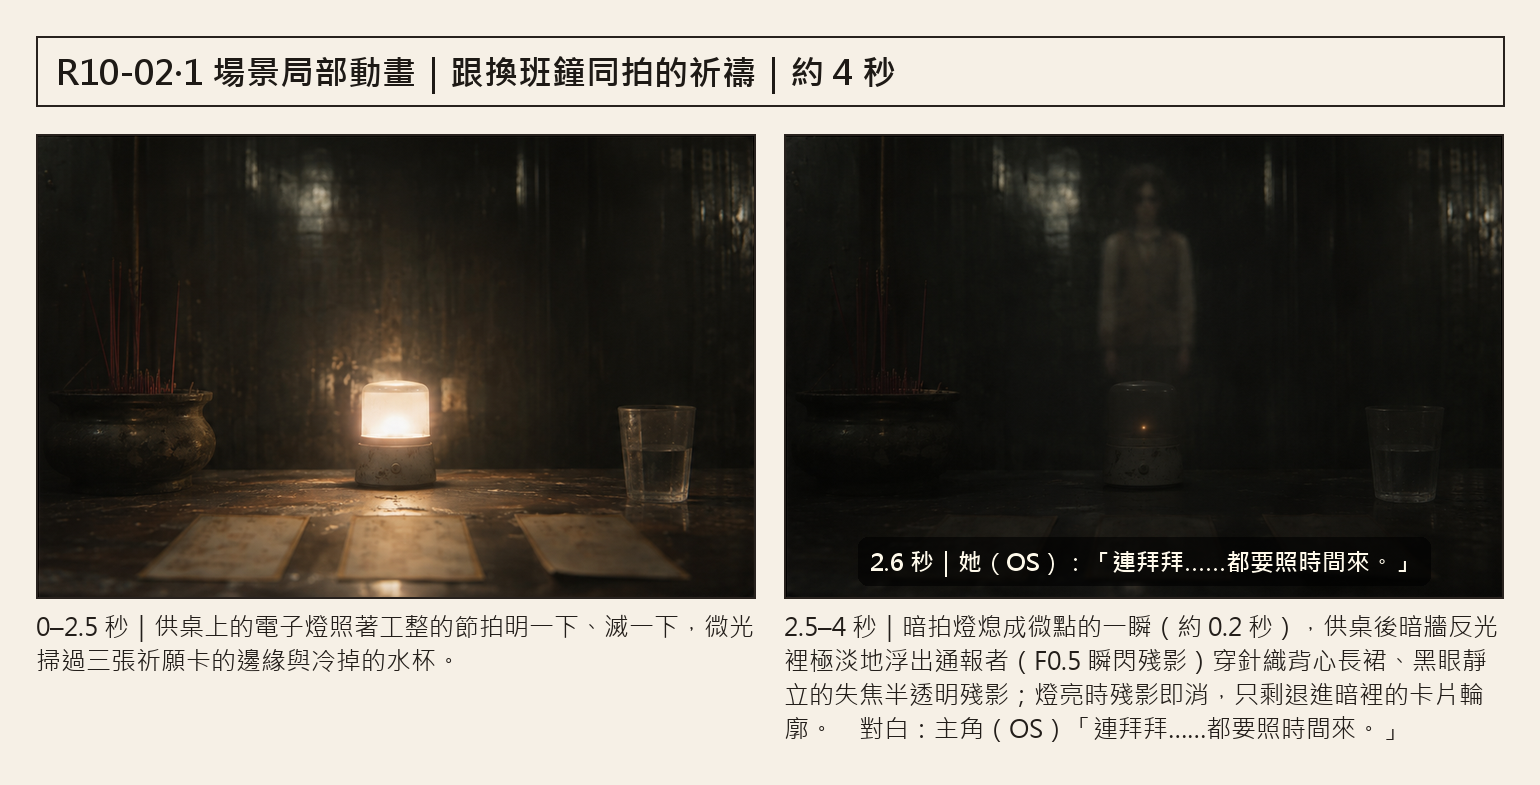 R10-02·1 場景局部動畫｜跟換班鐘同拍的祈禱｜約 4 秒
2.6 秒｜她（OS）：「連拜拜……都要照時間來。」
0–2.5 秒｜供桌上的電子燈照著工整的節拍明一下、滅一下，微光
掃過三張祈願卡的邊緣與冷掉的水杯。
2.5–4 秒｜暗拍燈熄成微點的一瞬（約 0.2 秒），供桌後暗牆反光
裡極淡地浮出通報者（F0.5 瞬閃殘影）穿針織背心長裙、黑眼靜
立的失焦半透明殘影；燈亮時殘影即消，只剩退進暗裡的卡片輪
廓。　對白：主角（OS）「連拜拜……都要照時間來。」